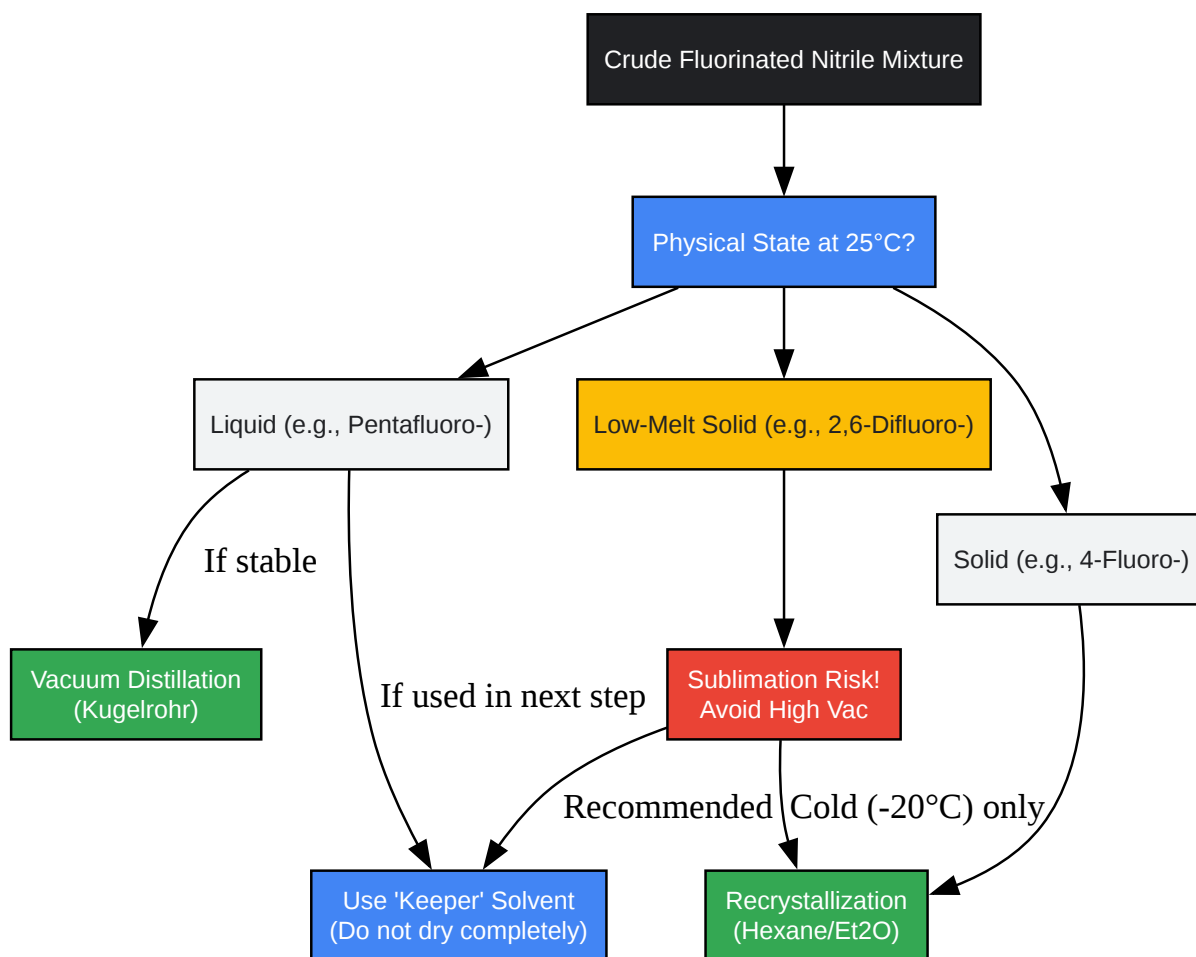 Crude Fluorinated Nitrile Mixture
Physical State at 25°C?
Liquid (e.g., Pentafluoro-)
Low-Melt Solid (e.g., 2,6-Difluoro-)
Solid (e.g., 4-Fluoro-)
If stable
Vacuum Distillation
(Kugelrohr)
If used in next step
Sublimation Risk!
Avoid High Vac
Recommended
Cold (-20°C) only
Use 'Keeper' Solvent
(Do not dry completely)
Recrystallization
(Hexane/Et2O)